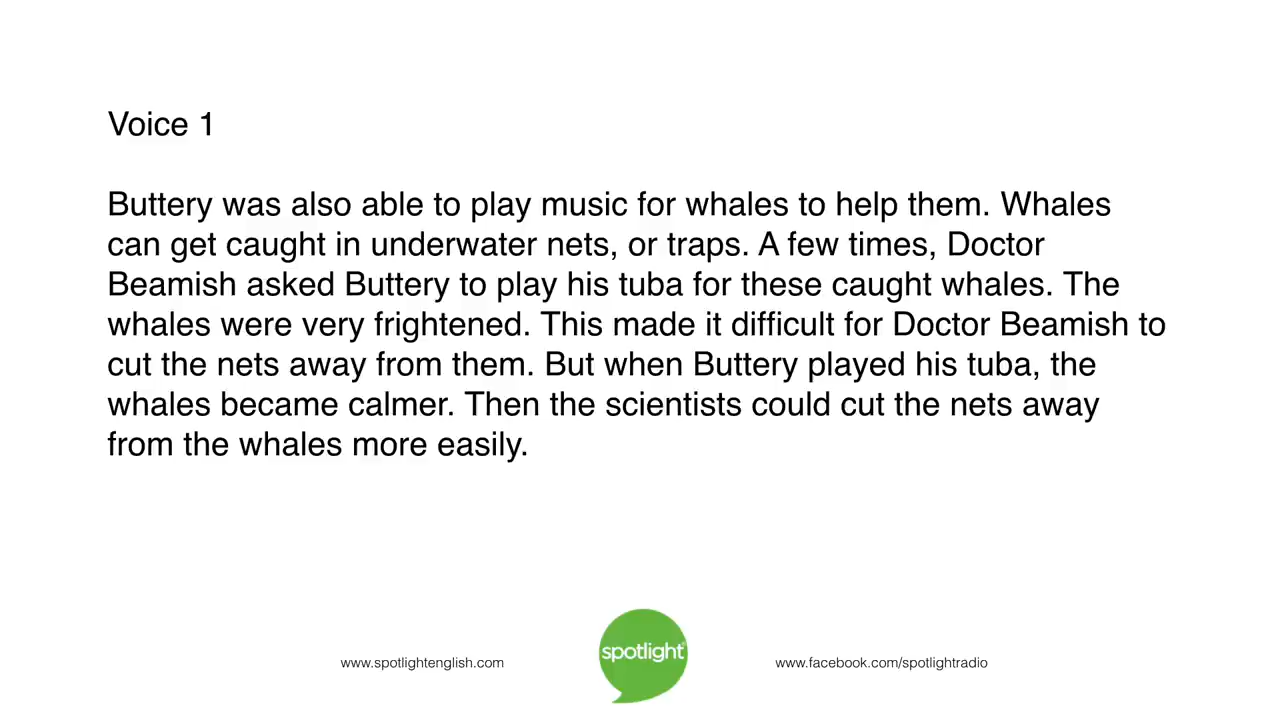 Voice 1
Buttery was also able to play music for whales to help them. Whales
can get caught in underwater nets, or traps. A few times, Doctor
Beamish asked Buttery to play his tuba for these caught whales. The
whales were very frightened. This made it difficult for Doctor Beamish to
cut the nets away from them. But when Buttery played his tuba, the
whales became calmer. Then the scientists could cut the nets away
from the whales more easily.
www.spotlightenglish.com
spotlight®
www.facebook.com/spotlightradio